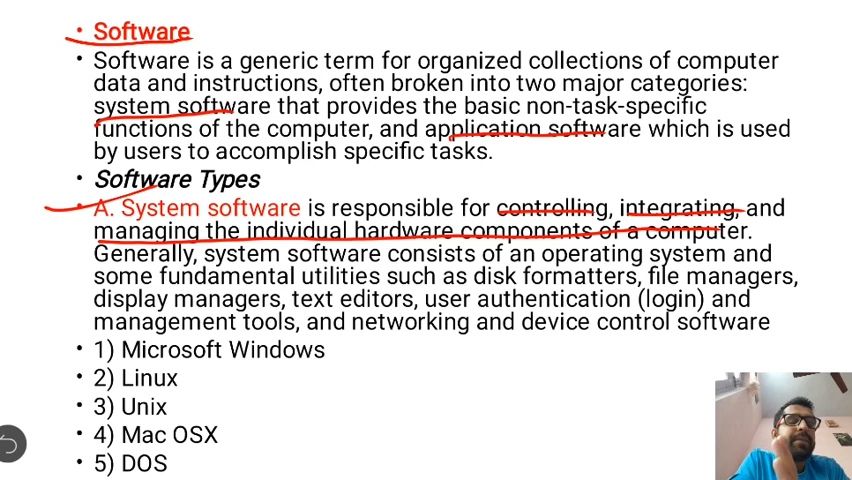 • Software
• Software is a generic term for organized collections of computer
data and instructions, often broken into two major categories:
system software that provides the basic non-task-specific
functions of the computer, and application software which is used
by users to accomplish specific tasks.
• Software Types
• A. System software is responsible for controlling, integrating, and
managing the individual hardware components of a computer.
Generally, system software consists of an operating system and
some fundamental utilities such as disk formatters, file managers,
display managers, text editors, user authentication (login) and
management tools, and networking and device control software
• 1) Microsoft Windows
• 2) Linux
• 3) Unix
• 4) Mac OSX
• 5) DOS